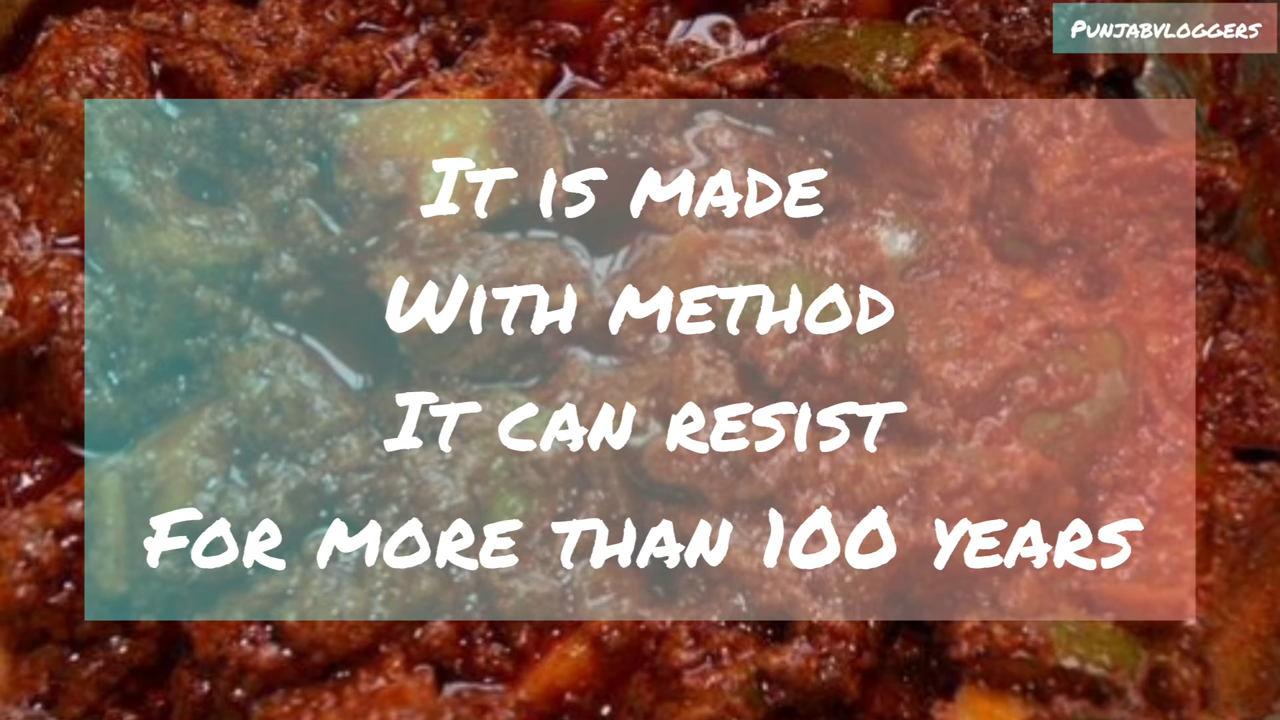 Punjabvloggers
It is made
With method
It can resist
For more than 100 years